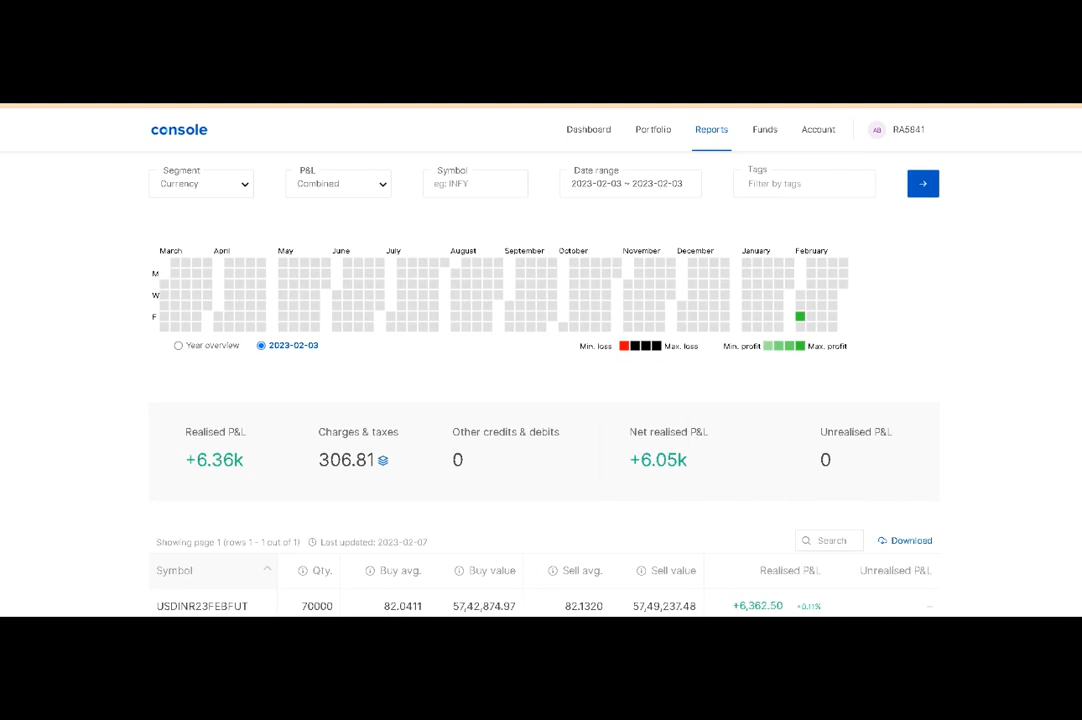 console Dashboard Portfolio Reports Funds Account AB RA5841
Segment P&L Symbol Date range Tags
Currency Combined eg: INFY 2023-02-03 ~ 2023-02-03 Filter by tags
March April May June July August September October November December January February
M
W
F
Year overview 2023-02-03 Min. loss Max. loss Min. profit Max. profit
Realised P&L Charges & taxes Other credits & debits Net realised P&L Unrealised P&L
+6.36k 306.81 0 +6.05k 0
Showing page 1 (rows 1 - 1 out of 1) Last updated: 2023-02-07 Search Download
Symbol Qty. Buy avg. Buy value Sell avg. Sell value Realised P&L Unrealised P&L
USDINR23FEBFUT 70000 82.0411 57,42,874.97 82.1320 57,49,237.48 +6,362.50 +0.11% –